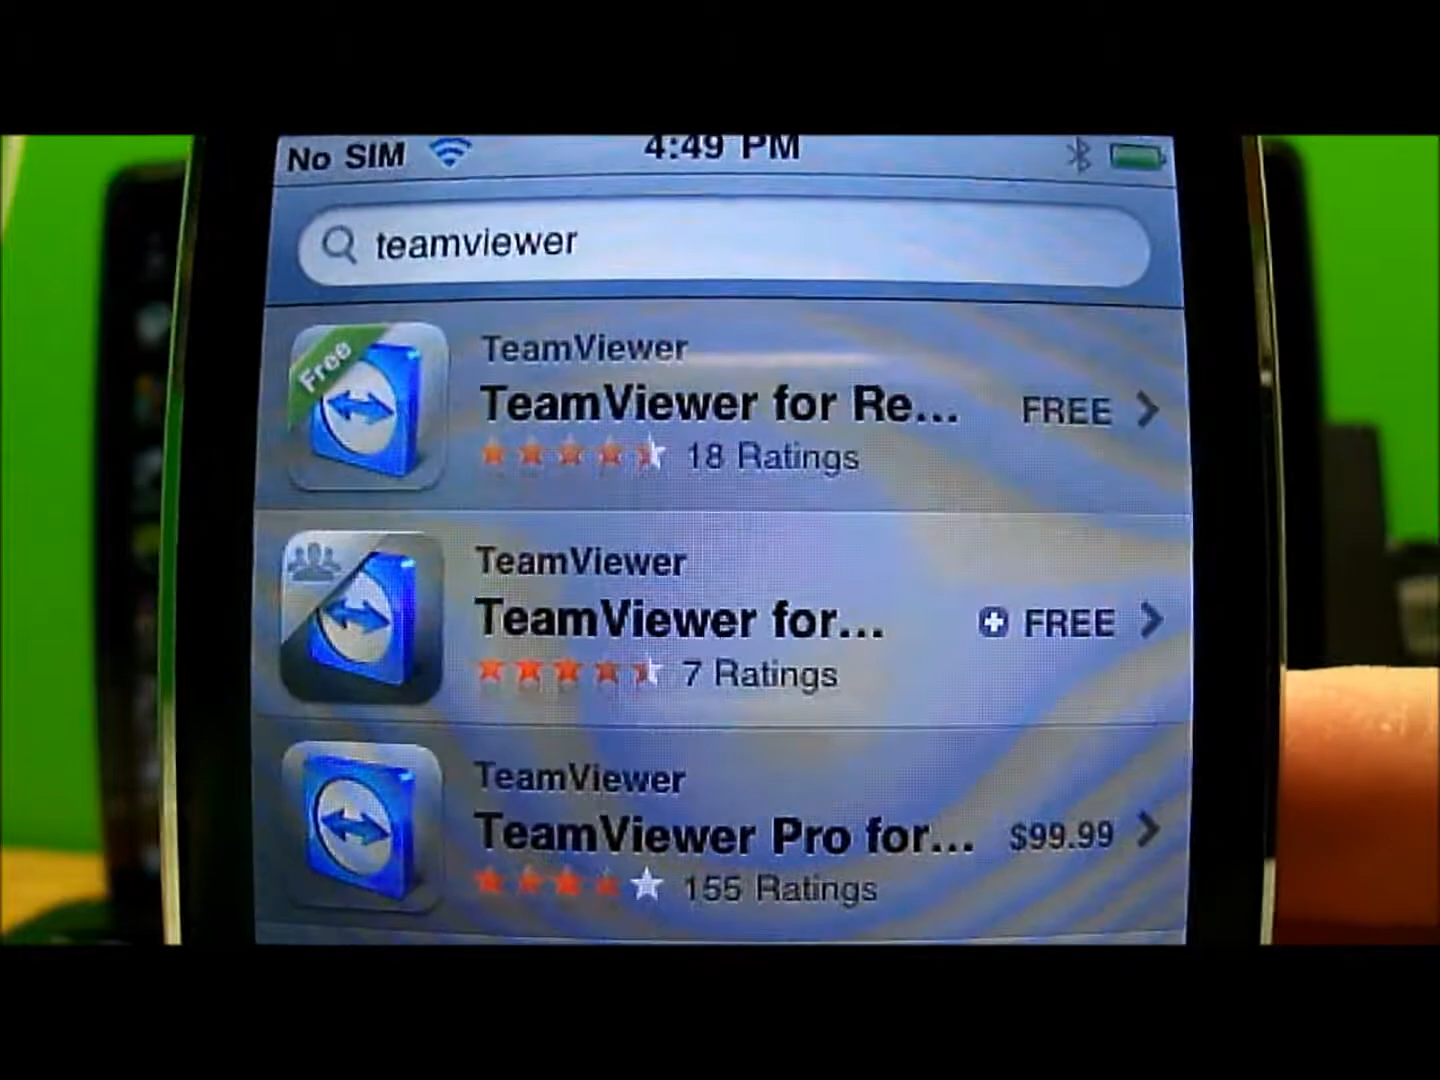 No SIM 4:49 PM
teamviewer
Free
TeamViewer
TeamViewer for Re...
FREE
18 Ratings
TeamViewer
TeamViewer for...
FREE
7 Ratings
TeamViewer
TeamViewer Pro for...
$99.99
155 Ratings